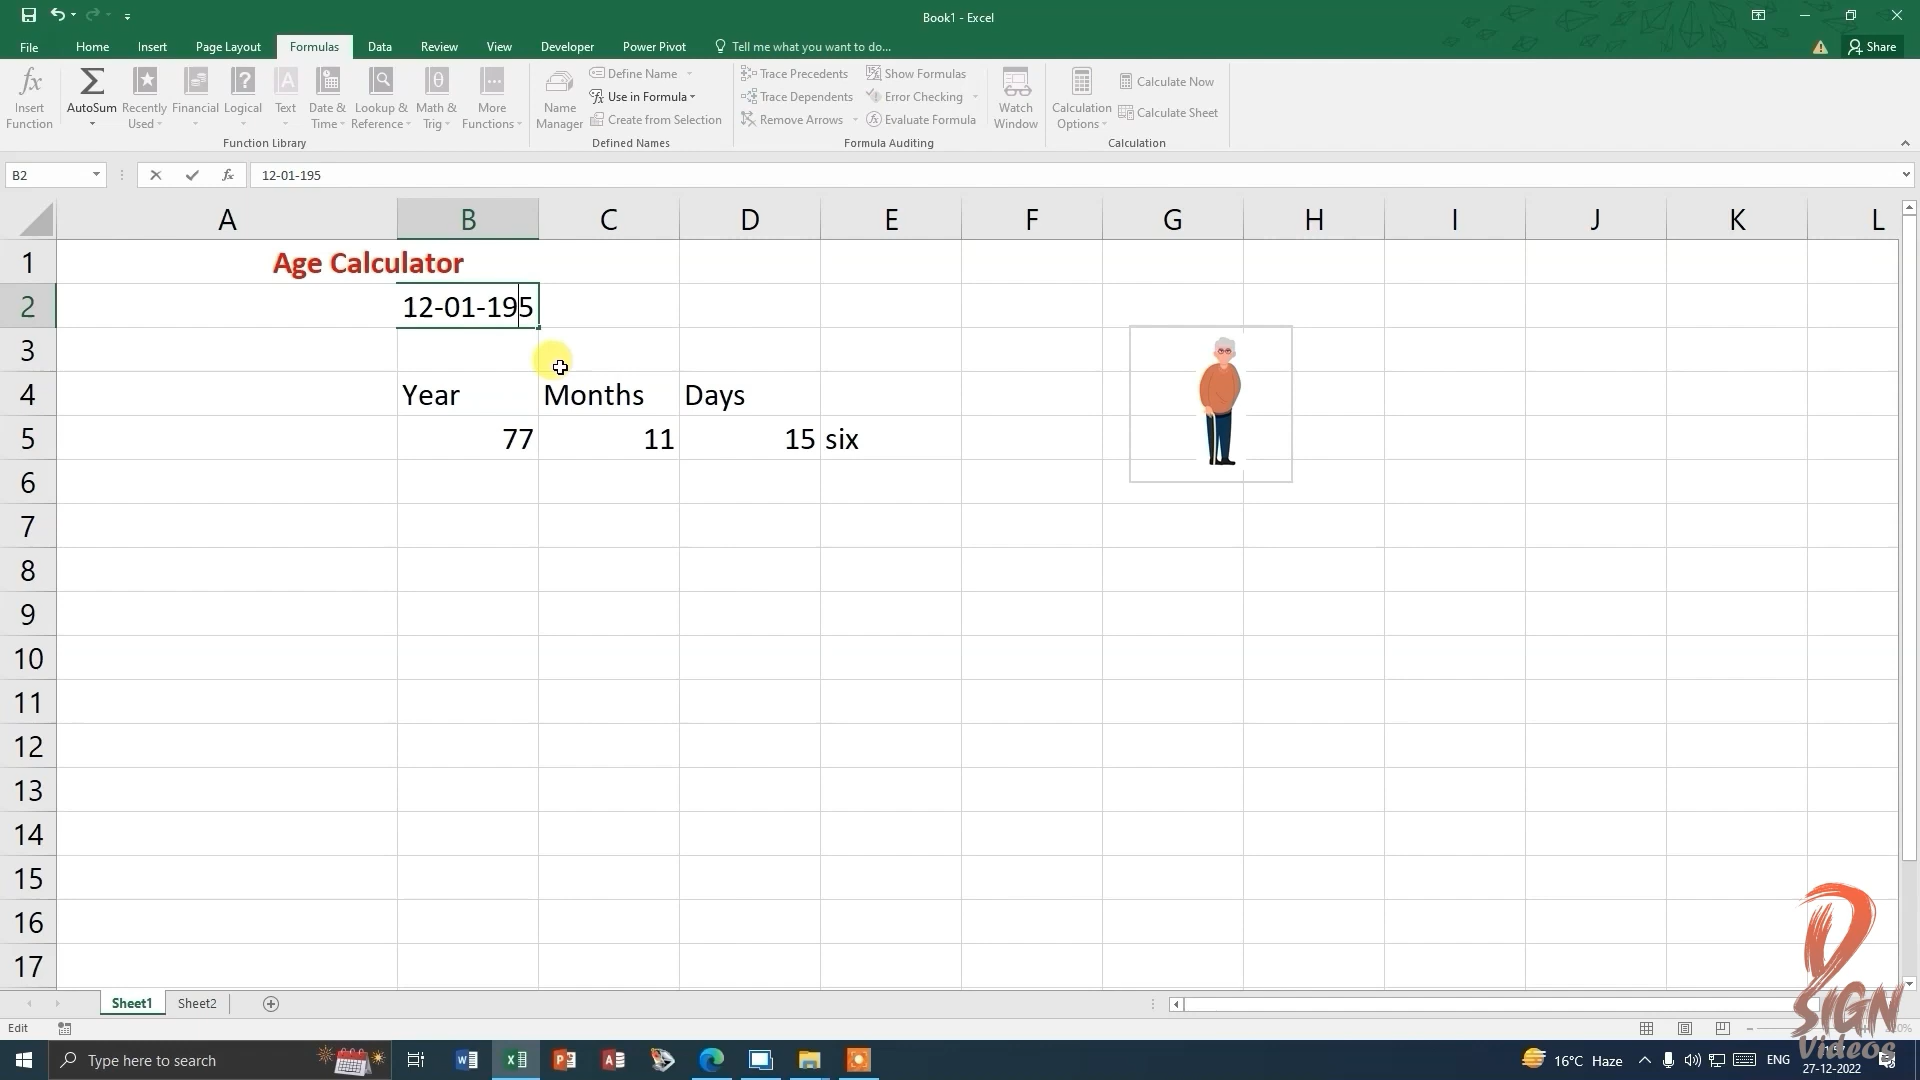 Book1 - Excel
File Home Insert Page Layout Formulas Data Review View Developer Power Pivot Tell me what you want to do... Share
Insert Function
AutoSum
Recently Used
Financial
Logical
Text
Date & Time
Lookup & Reference
Math & Trig
More Functions
Function Library
Name Manager
Define Name
Use in Formula
Create from Selection
Defined Names
Trace Precedents
Trace Dependents
Remove Arrows
Show Formulas
Error Checking
Evaluate Formula
Formula Auditing
Watch Window
Calculation Options
Calculate Now
Calculate Sheet
Calculation
B2 fx 12-01-195
A B C D E F G H I J K L
1 Age Calculator
2 12-01-195
3
4 Year Months Days
5 77 11 15 six
6
7
8
9
10
11
12
13
14
15
16
17
Sheet1 Sheet2
Edit
Type here to search
16°C Haze
ENG
27-12-2022
D SIGN Videos